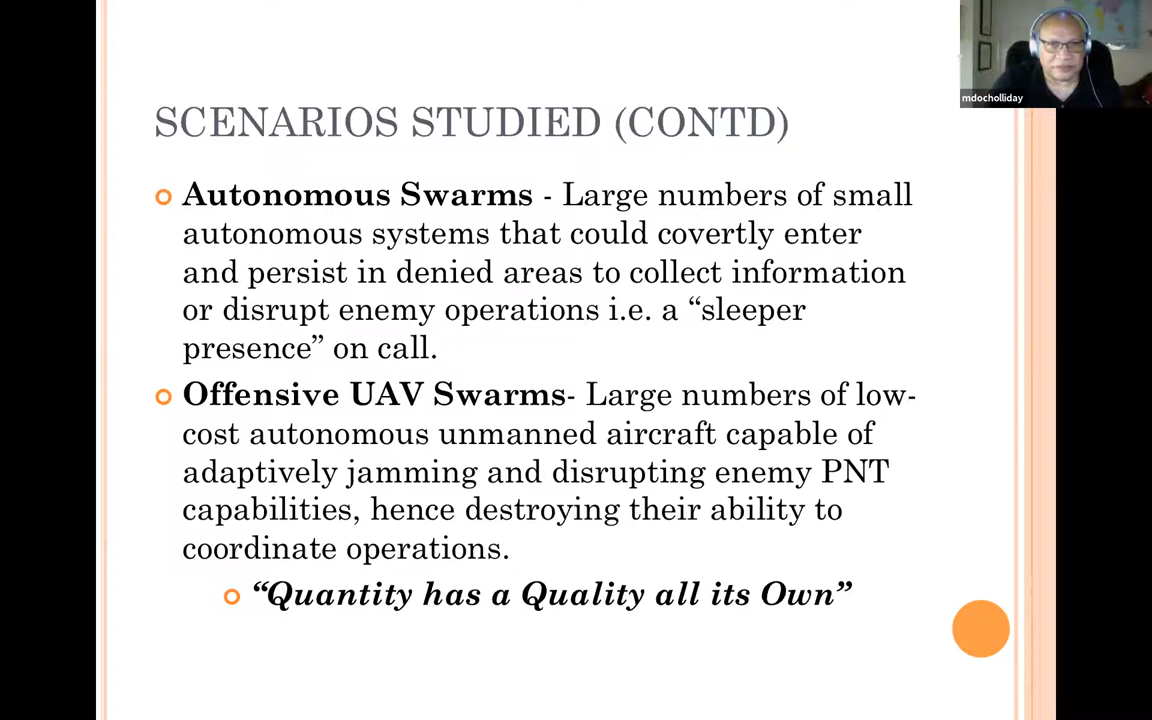 mdocholliday
SCENARIOS STUDIED (CONTD)
Autonomous Swarms - Large numbers of small
autonomous systems that could covertly enter
and persist in denied areas to collect information
or disrupt enemy operations i.e. a “sleeper
presence” on call.
Offensive UAV Swarms- Large numbers of low-
cost autonomous unmanned aircraft capable of
adaptively jamming and disrupting enemy PNT
capabilities, hence destroying their ability to
coordinate operations.
“Quantity has a Quality all its Own”